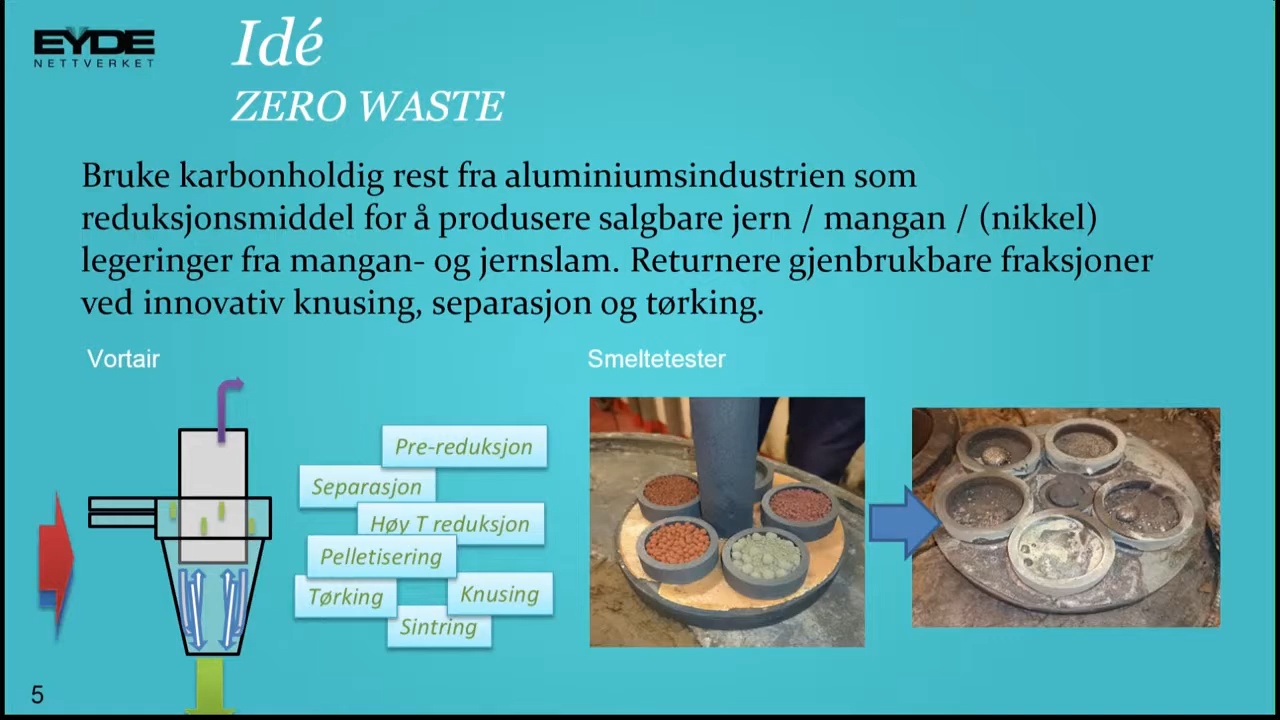 EYDE
NETTVERKET
Idé
ZERO WASTE
Bruke karbonholdig rest fra aluminiumsindustrien som
reduksjonsmiddel for å produsere salgbare jern / mangan / (nikkel)
legeringer fra mangan- og jernslam. Returnere gjenbrukbare fraksjoner
ved innovativ knusing, separasjon og tørking.
Vortair
Smeltetester
Pre-reduksjon
Separasjon
Høy T reduksjon
Pelletisering
Tørking
Knusing
Sintring
5